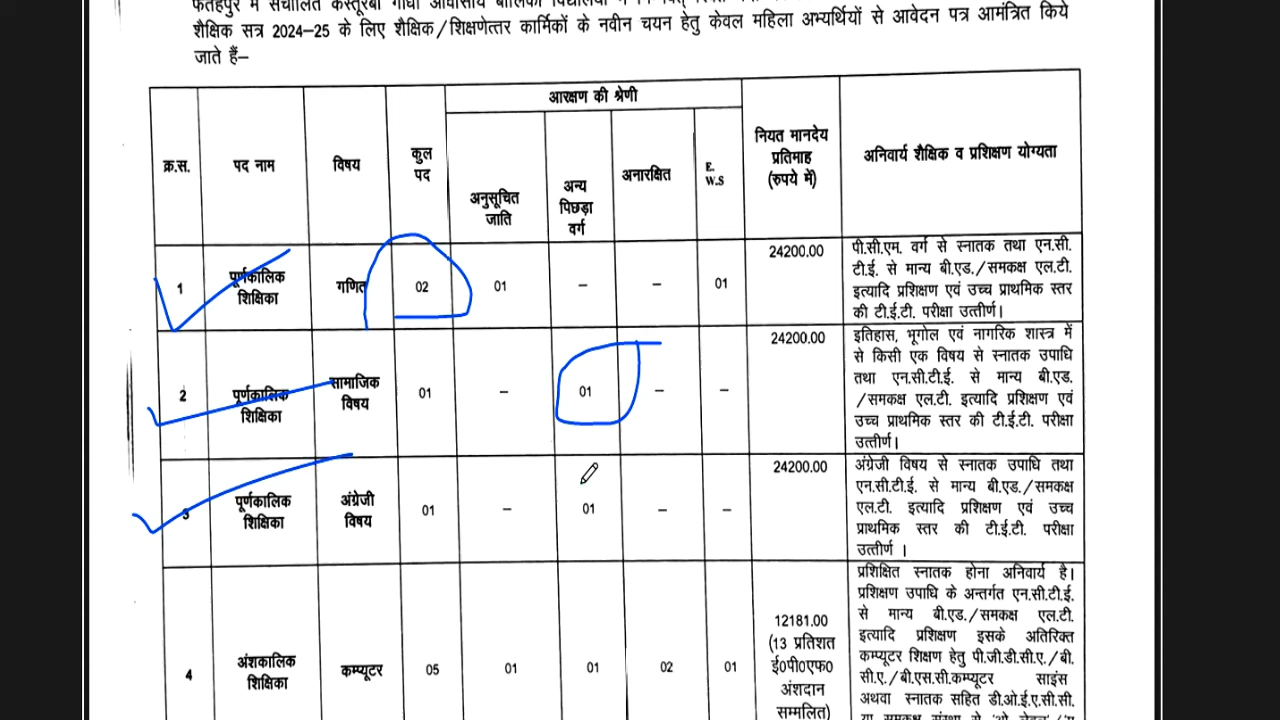 फतेहपुर में संचालित कस्तूरबा गांधी आवासीय बालिका विद्यालयों में
शैक्षिक सत्र 2024-25 के लिए शैक्षिक/शिक्षणेत्तर कार्मिकों के नवीन चयन हेतु केवल महिला अभ्यर्थियों से आवेदन पत्र आमंत्रित किये
जाते हैं–
क्र.स.
पद नाम
विषय
कुल
पद
आरक्षण की श्रेणी
अनुसूचित
जाति
अन्य
पिछड़ा
वर्ग
अनारक्षित
E.
W.S
नियत मानदेय
प्रतिमाह
(रुपये में)
अनिवार्य शैक्षिक व प्रशिक्षण योग्यता
1
पूर्णकालिक
शिक्षिका
गणित
02
01
–
–
01
24200.00
पी.सी.एम. वर्ग से स्नातक तथा एन.सी.
टी.ई. से मान्य बी.एड./समकक्ष एल.टी.
इत्यादि प्रशिक्षण एवं उच्च प्राथमिक स्तर
की टी.ई.टी. परीक्षा उत्तीर्ण।
2
पूर्णकालिक
शिक्षिका
सामाजिक
विषय
01
–
01
–
–
24200.00
इतिहास, भूगोल एवं नागरिक शास्त्र में
से किसी एक विषय से स्नातक उपाधि
तथा एन.सी.टी.ई. से मान्य बी.एड.
/समकक्ष एल.टी. इत्यादि प्रशिक्षण एवं
उच्च प्राथमिक स्तर की टी.ई.टी. परीक्षा
उत्तीर्ण।
3
पूर्णकालिक
शिक्षिका
अंग्रेजी
विषय
01
–
01
–
–
24200.00
अंग्रेजी विषय से स्नातक उपाधि तथा
एन.सी.टी.ई. से मान्य बी.एड./समकक्ष
एल.टी. इत्यादि प्रशिक्षण एवं उच्च
प्राथमिक स्तर की टी.ई.टी. परीक्षा
उत्तीर्ण ।
4
अंशकालिक
शिक्षिका
कम्प्यूटर
05
01
01
02
01
12181.00
(13 प्रतिशत
ई0पी0एफ0
अंशदान
सम्मलित)
प्रशिक्षित स्नातक होना अनिवार्य है।
प्रशिक्षण उपाधि के अन्तर्गत एन.सी.टी.ई.
से मान्य बी.एड./समकक्ष एल.टी.
इत्यादि प्रशिक्षण इसके अतिरिक्त
कम्प्यूटर शिक्षण हेतु पी.जी.डी.सी.ए./बी.
सी.ए./बी.एस.सी.कम्प्यूटर साइंस
अथवा स्नातक सहित डी.ओ.ई.ए.सी.सी.